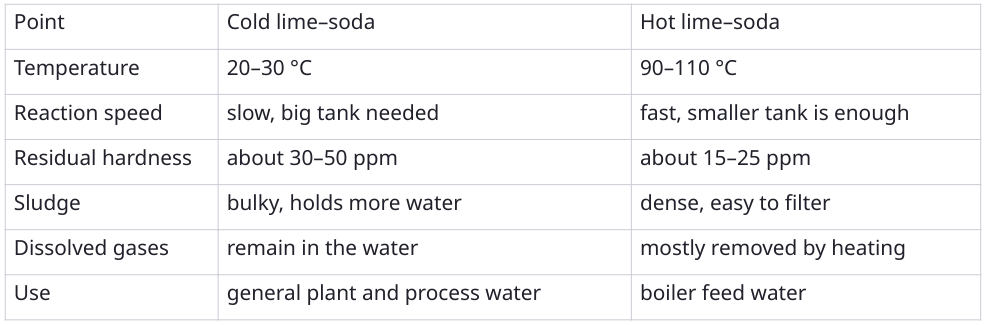 Point Cold lime–soda Hot lime–soda
Temperature 20–30 °C 90–110 °C
Reaction speed slow, big tank needed fast, smaller tank is enough
Residual hardness about 30–50 ppm about 15–25 ppm
Sludge bulky, holds more water dense, easy to filter
Dissolved gases remain in the water mostly removed by heating
Use general plant and process water boiler feed water